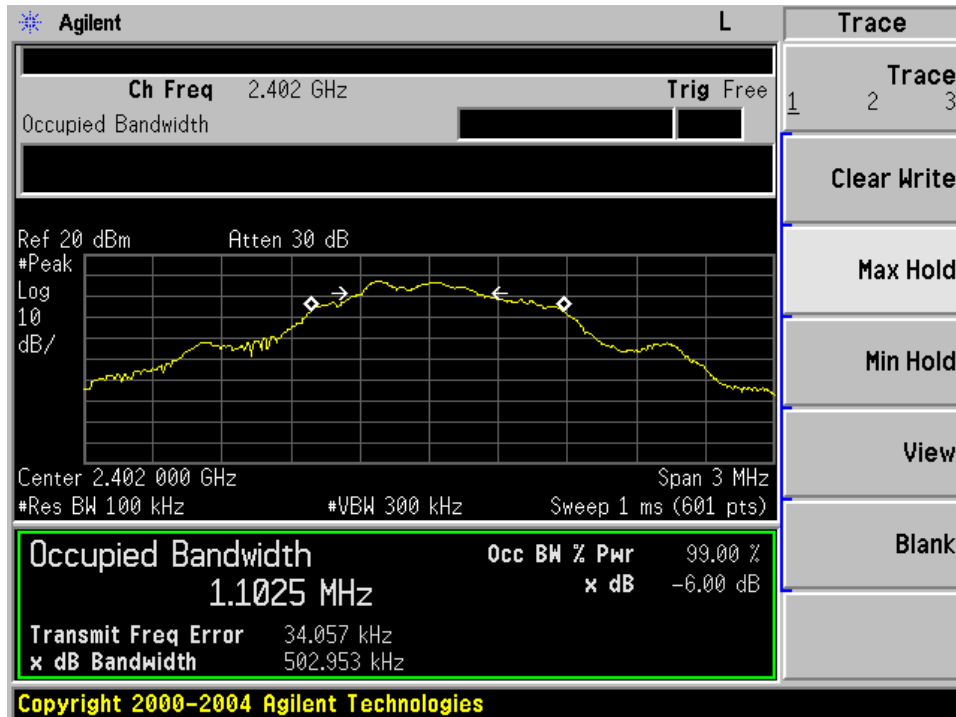 Agilent L Trace
Ch Freq 2.402 GHz Trig Free
Occupied Bandwidth
Ref 20 dBm Atten 30 dB
#Peak
Log
10
dB/
Center 2.402 000 GHz Span 3 MHz
#Res BW 100 kHz #VBW 300 kHz Sweep 1 ms (601 pts)
Occupied Bandwidth Occ BW % Pwr 99.00 %
1.1025 MHz x dB -6.00 dB
Transmit Freq Error 34.057 kHz
x dB Bandwidth 502.953 kHz
Copyright 2000-2004 Agilent Technologies
Trace
1 2 3
Clear Write
Max Hold
Min Hold
View
Blank